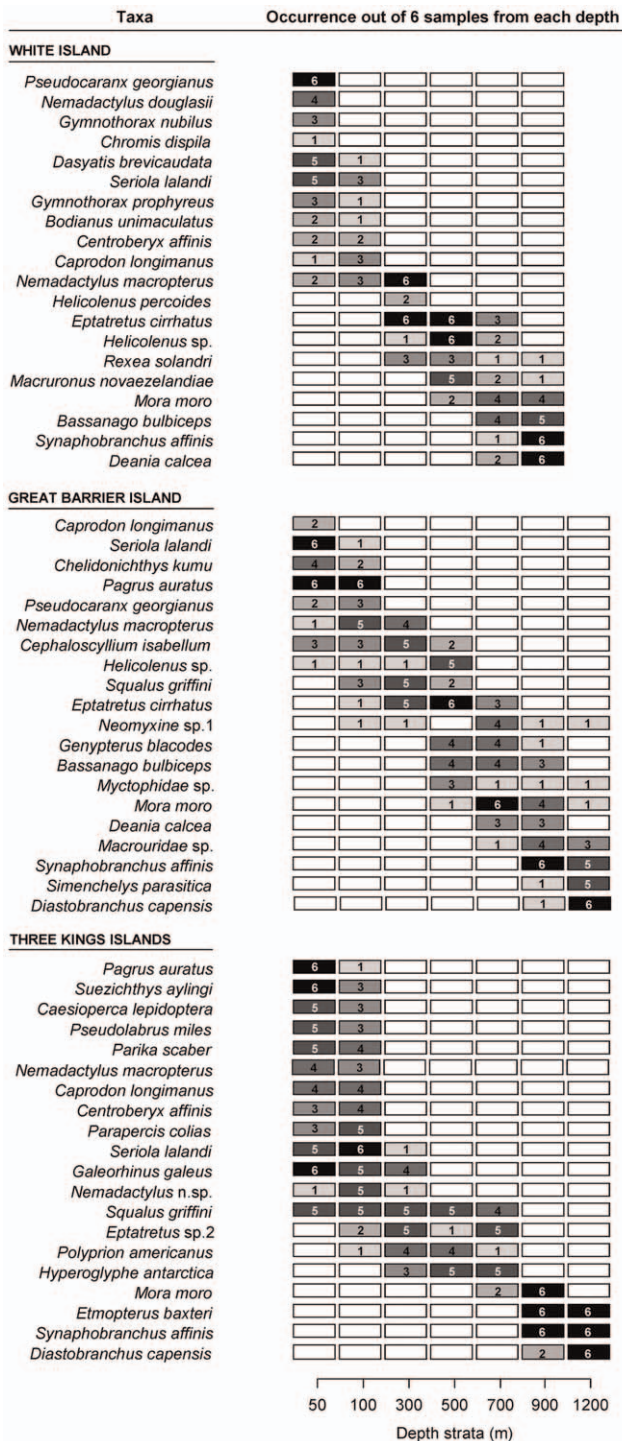 Taxa Occurrence out of 6 samples from each depth
WHITE ISLAND
Pseudocaranx georgianus 6
Nemadactylus douglasii 4
Gymnothorax nubilus 3
Chromis dispila 1
Dasyatis brevicaudata 5 1
Seriola lalandi 5 3
Gymnothorax prophyreus 3 1
Bodianus unimaculatus 2 1
Centroberyx affinis 2 2
Caprodon longimanus 1 3
Nemadactylus macropterus 2 3 6
Helicolenus percoides 2
Eptatretus cirrhatus 6 6 3
Helicolenus sp. 1 6 2
Rexea solandri 3 3 1 1
Macruronus novaezelandiae 5 2 1
Mora moro 2 4 4
Bassanago bulbiceps 4 5
Synaphobranchus affinis 1 6
Deania calcea 2 6
GREAT BARRIER ISLAND
Caprodon longimanus 2
Seriola lalandi 6 1
Chelidonichthys kumu 4 2
Pagrus auratus 6 6
Pseudocaranx georgianus 2 3
Nemadactylus macropterus 1 5 4
Cephaloscyllium isabellum 3 3 5 2
Helicolenus sp. 1 1 1 5
Squalus griffini 3 5 2
Eptatretus cirrhatus 1 5 6 3
Neomyxine sp.1 1 1 4 1 1
Genypterus blacodes 4 4 1
Bassanago bulbiceps 4 4 3
Myctophidae sp. 3 1 1 1
Mora moro 1 6 4 1
Deania calcea 3 3
Macrouridae sp. 1 4 3
Synaphobranchus affinis 6 5
Simenchelys parasitica 1 5
Diastobranchus capensis 1 6
THREE KINGS ISLANDS
Pagrus auratus 6 1
Suezichthys aylingi 6 3
Caesioperca lepidoptera 5 3
Pseudolabrus miles 5 3
Parika scaber 5 4
Nemadactylus macropterus 4 3
Caprodon longimanus 4 4
Centroberyx affinis 3 4
Parapercis colias 3 5
Seriola lalandi 5 6 1
Galeorhinus galeus 6 5 4
Nemadactylus n.sp. 1 5 1
Squalus griffini 5 5 5 5 4
Eptatretus sp.2 2 5 1 5
Polyprion americanus 1 4 4 1
Hyperoglyphe antarctica 3 5 5
Mora moro 2 6
Etmopterus baxteri 6 6
Synaphobranchus affinis 6 6
Diastobranchus capensis 2 6
50 100 300 500 700 900 1200
Depth strata (m)